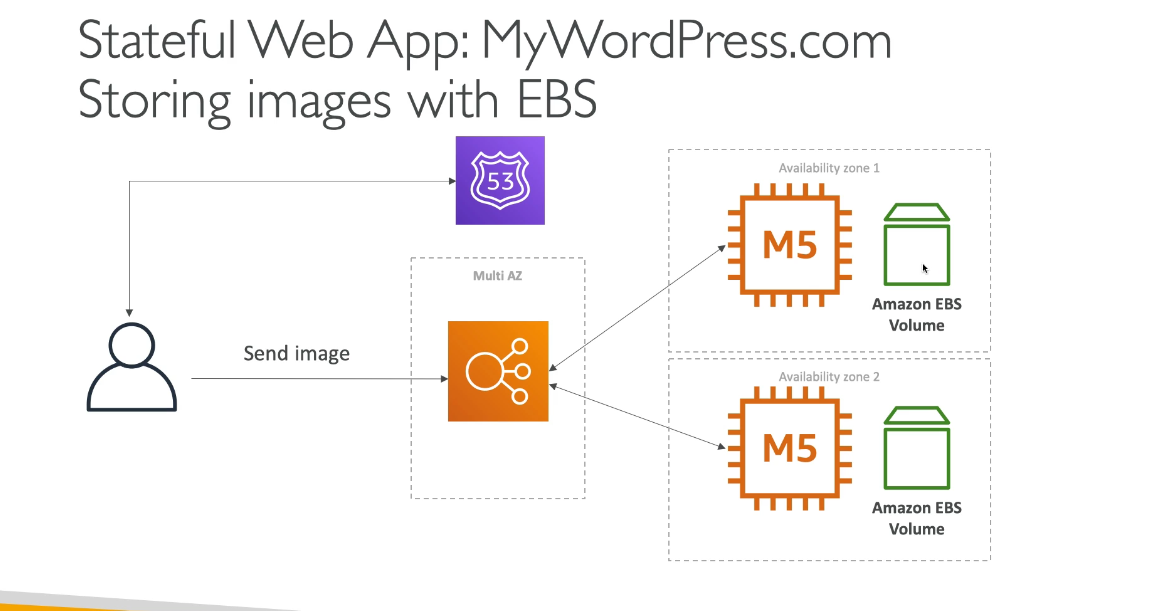 Stateful Web App: MyWordPress.com
Storing images with EBS
53
Availability zone 1
M5
Amazon EBS
Volume
Multi AZ
Send image
Availability zone 2
M5
Amazon EBS
Volume